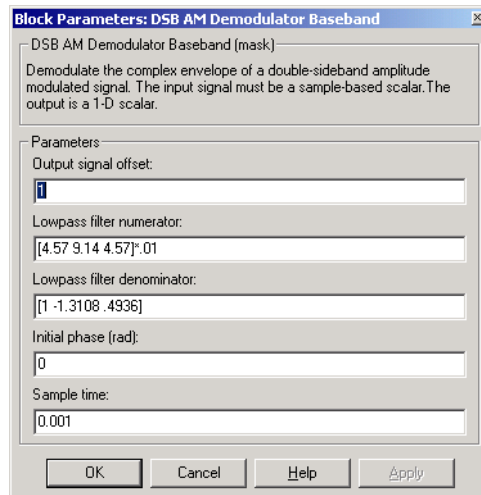 Block Parameters: DSB AM Demodulator Baseband
DSB AM Demodulator Baseband (mask)
Demodulate the complex envelope of a double-sideband amplitude
modulated signal. The input signal must be a sample-based scalar.The
output is a 1-D scalar.
Parameters
Output signal offset:
1
Lowpass filter numerator:
[4.57 9.14 4.57]*.01
Lowpass filter denominator:
[1 -1.3108 .4936]
Initial phase (rad):
0
Sample time:
0.001
OK Cancel Help Apply